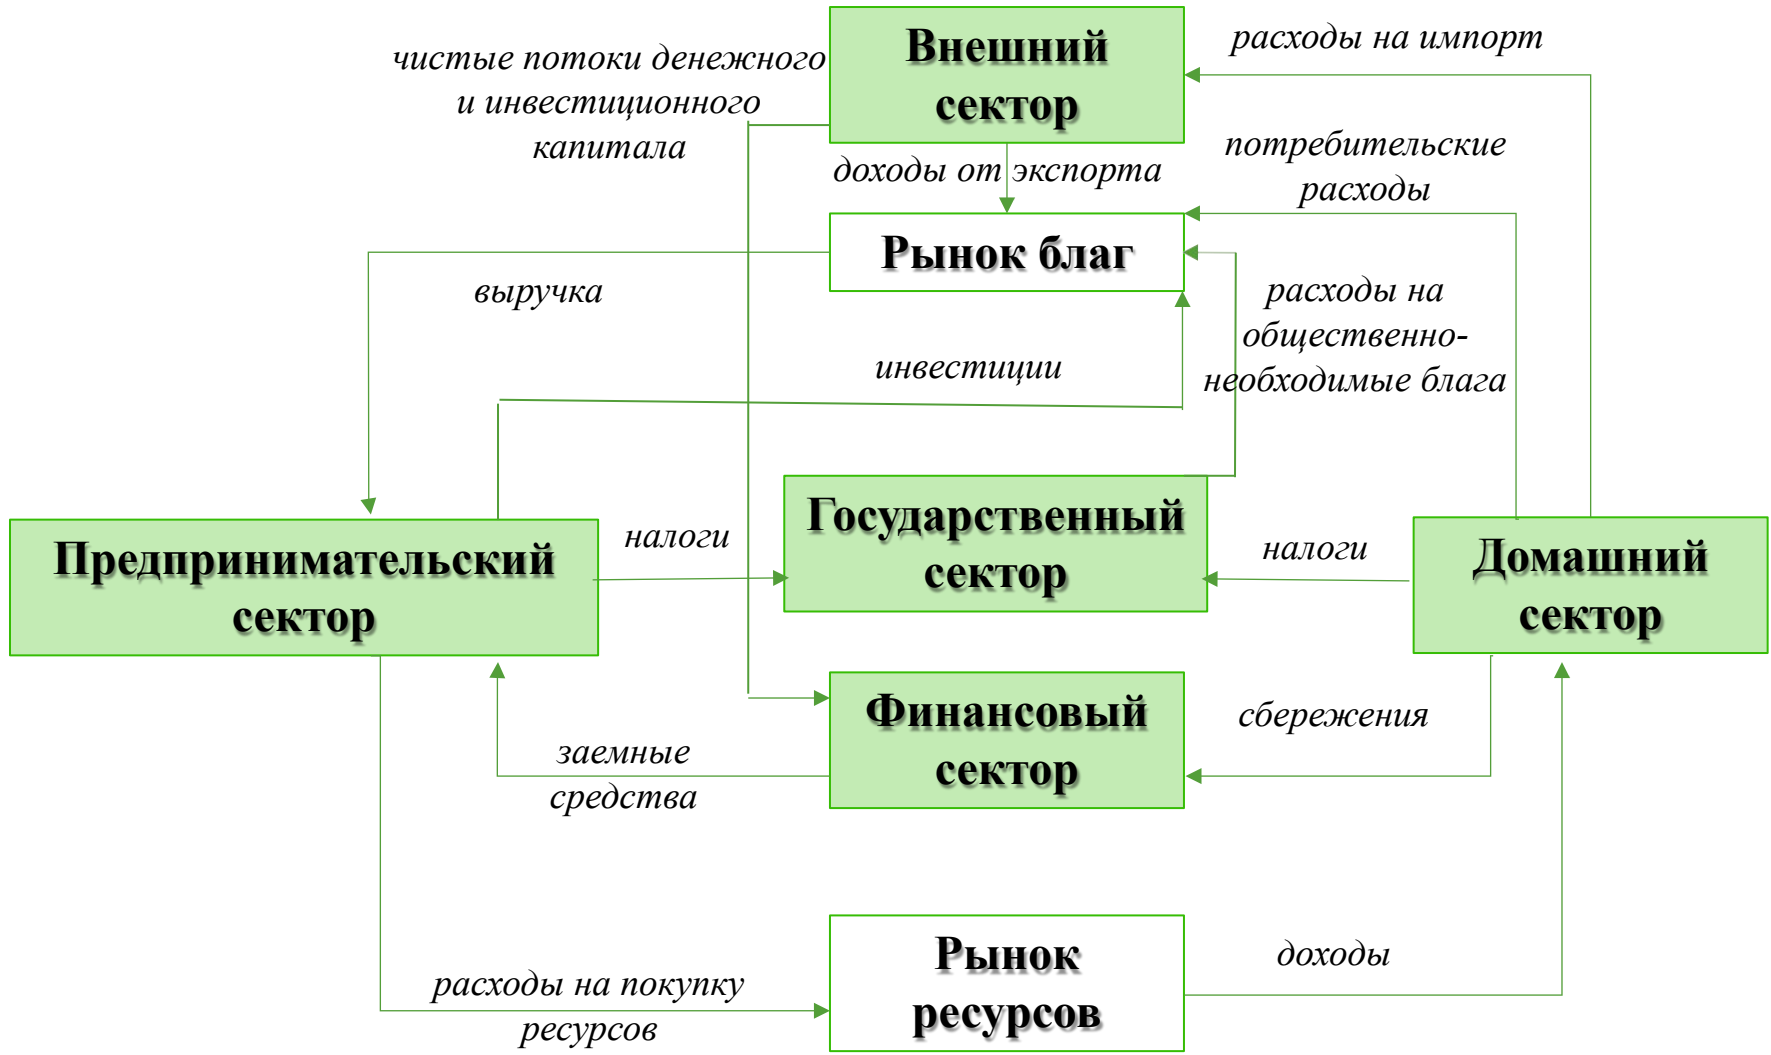 Внешний
сектор
расходы на импорт
чистые потоки денежного
и инвестиционного
капитала
потребительские
расходы
доходы от экспорта
Рынок благ
выручка
расходы на
общественно-
необходимые блага
инвестиции
Предпринимательский
сектор
налоги
Государственный
сектор
налоги
Домашний
сектор
Финансовый
сектор
сбережения
заемные
средства
Рынок
ресурсов
доходы
расходы на покупку
ресурсов